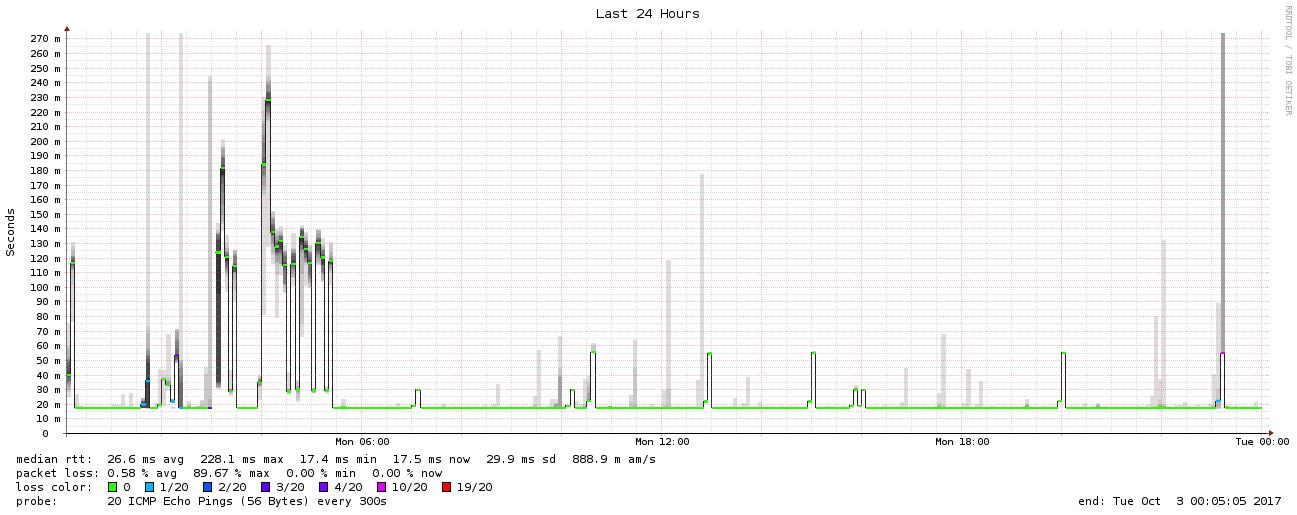 Last 24 Hours
RRDTOOL / TOBI OETIKER
Seconds
270 m
260 m
250 m
240 m
230 m
220 m
210 m
200 m
190 m
180 m
170 m
160 m
150 m
140 m
130 m
120 m
110 m
100 m
90 m
80 m
70 m
60 m
50 m
40 m
30 m
20 m
10 m
0
Mon 06:00 Mon 12:00 Mon 18:00 Tue 00:00
median rtt: 26.6 ms avg 228.1 ms max 17.4 ms min 17.5 ms now 29.9 ms sd 888.9 m am/s
packet loss: 0.58 % avg 89.67 % max 0.00 % min 0.00 % now
loss color: 0 1/20 2/20 3/20 4/20 10/20 19/20
probe: 20 ICMP Echo Pings (56 Bytes) every 300s end: Tue Oct 3 00:05:05 2017